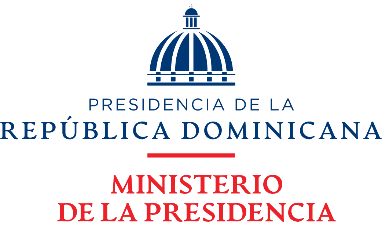 PRESIDENCIA DE LA
REPÚBLICA DOMINICANA
MINISTERIO
DE LA PRESIDENCIA